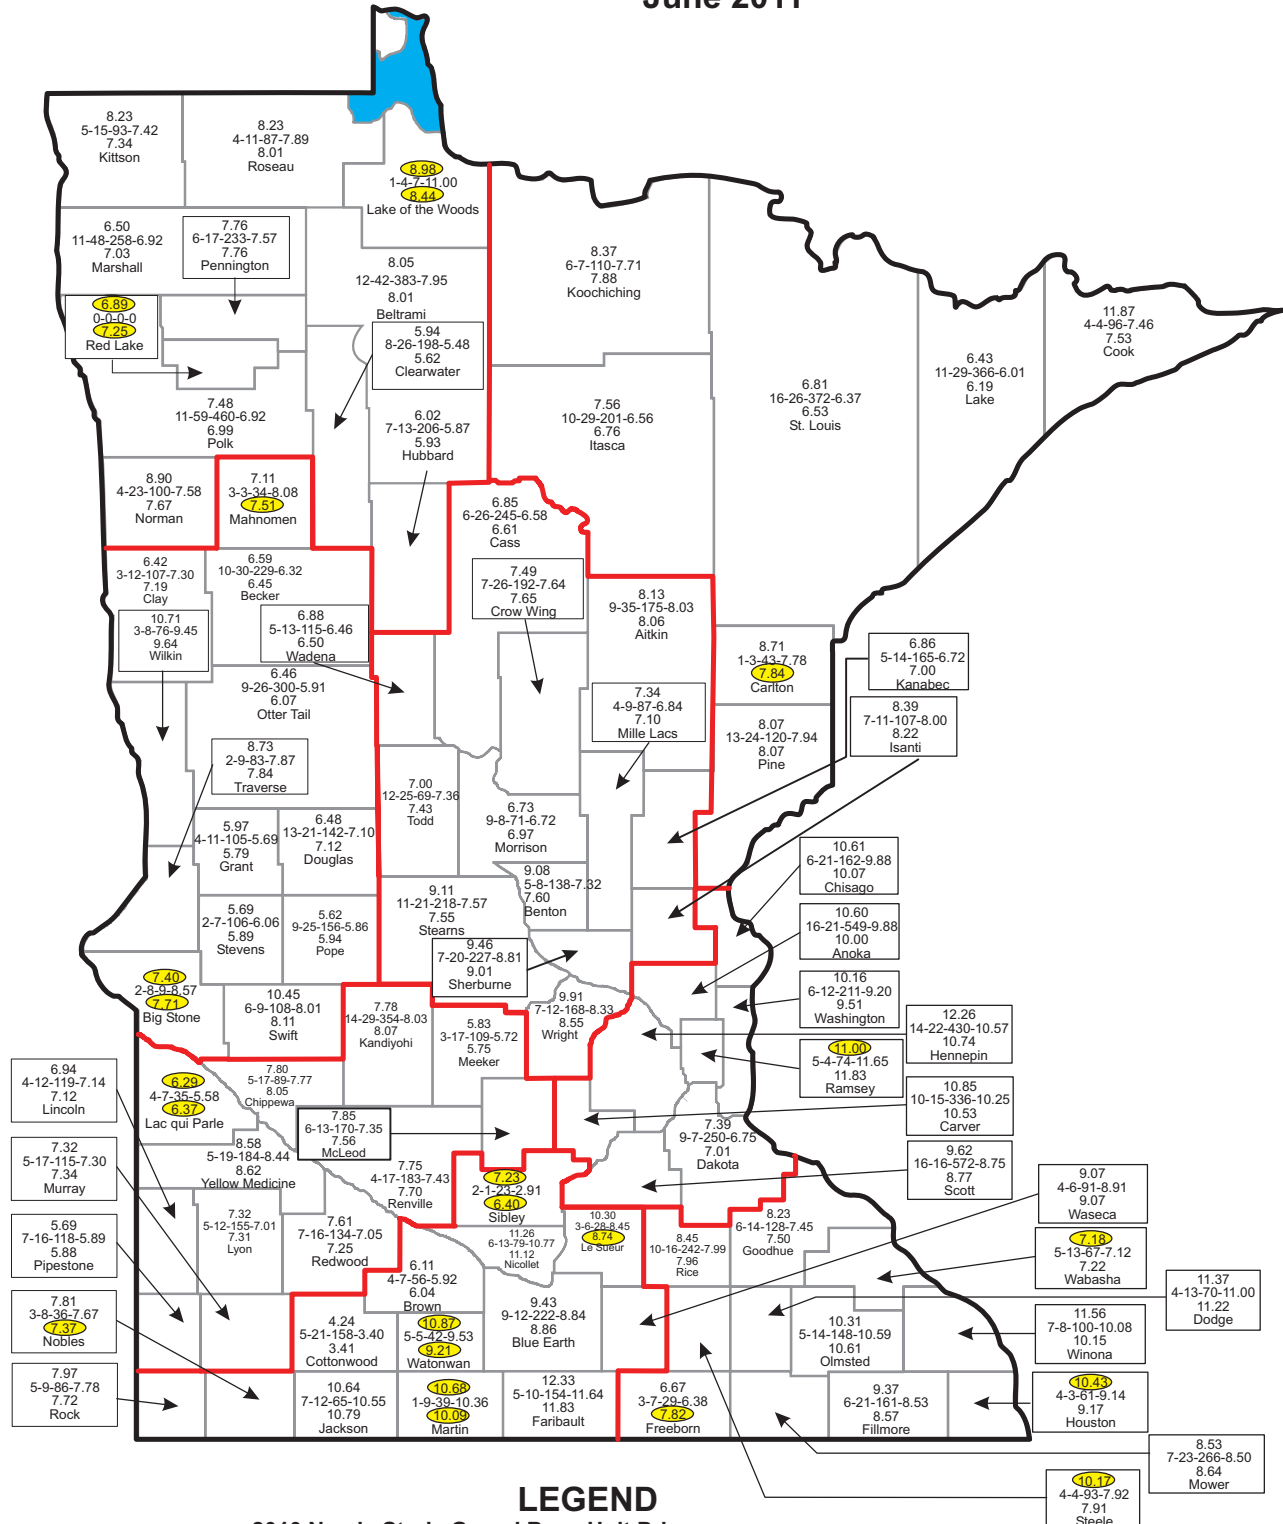 June 2011
8.23
5-15-93-7.42
7.34
Kittson
8.23
4-11-87-7.89
8.01
Roseau
8.98
1-4-7-11.00
8.44
Lake of the Woods
6.50
11-48-258-6.92
7.03
Marshall
7.76
6-17-233-7.57
7.76
Pennington
8.05
12-42-383-7.95
8.01
Beltrami
8.37
6-7-110-7.71
7.88
Koochiching
6.89
0-0-0-0
7.25
Red Lake
5.94
8-26-198-5.48
5.62
Clearwater
11.87
4-4-96-7.46
7.53
Cook
6.43
11-29-366-6.01
6.19
Lake
6.81
16-26-372-6.37
6.53
St. Louis
7.48
11-59-460-6.92
6.99
Polk
6.02
7-13-206-5.87
5.93
Hubbard
7.56
10-29-201-6.56
6.76
Itasca
8.90
4-23-100-7.58
7.67
Norman
7.11
3-3-34-8.08
7.51
Mahnomen
6.85
6-26-245-6.58
6.61
Cass
6.42
3-12-107-7.30
7.19
Clay
6.59
10-30-229-6.32
6.45
Becker
7.49
7-26-192-7.64
7.65
Crow Wing
8.13
9-35-175-8.03
8.06
Aitkin
10.71
3-8-76-9.45
9.64
Wilkin
6.88
5-13-115-6.46
6.50
Wadena
8.71
1-3-43-7.78
7.84
Carlton
6.86
5-14-165-6.72
7.00
Kanabec
6.46
9-26-300-5.91
6.07
Otter Tail
7.34
4-9-87-6.84
7.10
Mille Lacs
8.39
7-11-107-8.00
8.22
Isanti
8.07
13-24-120-7.94
8.07
Pine
8.73
2-9-83-7.87
7.84
Traverse
7.00
12-25-69-7.36
7.43
Todd
6.73
9-8-71-6.72
6.97
Morrison
5.97
4-11-105-5.69
5.79
Grant
6.48
13-21-142-7.10
7.12
Douglas
10.61
6-21-162-9.88
10.07
Chisago
9.08
5-8-138-7.32
7.60
Benton
9.11
11-21-218-7.57
7.55
Stearns
5.69
2-7-106-6.06
5.89
Stevens
5.62
9-25-156-5.86
5.94
Pope
10.60
16-21-549-9.88
10.00
Anoka
9.46
7-20-227-8.81
9.01
Sherburne
7.40
2-8-9-8.57
7.71
Big Stone
10.45
6-9-108-8.01
8.11
Swift
7.78
14-29-354-8.03
8.07
Kandiyohi
9.91
7-12-168-8.33
8.55
Wright
10.16
6-12-211-9.20
9.51
Washington
12.26
14-22-430-10.57
10.74
Hennepin
5.83
3-17-109-5.72
5.75
Meeker
11.00
5-4-74-11.65
11.83
Ramsey
6.94
4-12-119-7.14
7.12
Lincoln
6.29
4-7-35-5.58
6.37
Lac qui Parle
7.80
5-17-89-7.77
8.05
Chippewa
10.85
10-15-336-10.25
10.53
Carver
7.85
6-13-170-7.35
7.56
McLeod
7.39
9-7-250-6.75
7.01
Dakota
7.32
5-17-115-7.30
7.34
Murray
8.58
5-19-184-8.44
8.62
Yellow Medicine
7.75
4-17-183-7.43
7.70
Renville
7.23
2-1-23-2.91
6.40
Sibley
9.62
16-16-572-8.75
8.77
Scott
9.07
4-6-91-8.91
9.07
Waseca
5.69
7-16-118-5.89
5.88
Pipestone
7.32
5-12-155-7.01
7.31
Lyon
7.61
7-16-134-7.05
7.25
Redwood
11.26
6-13-79-10.77
11.12
Nicollet
10.30
3-6-28-8.45
8.74
Le Sueur
8.45
10-16-242-7.99
7.96
Rice
8.23
6-14-128-7.45
7.50
Goodhue
7.18
5-13-67-7.12
7.22
Wabasha
7.81
3-8-36-7.67
7.37
Nobles
6.11
4-7-56-5.92
6.04
Brown
11.37
4-13-70-11.00
11.22
Dodge
4.24
5-21-158-3.40
3.41
Cottonwood
10.87
5-5-42-9.53
9.21
Watonwan
9.43
9-12-222-8.84
8.86
Blue Earth
10.31
5-14-148-10.59
10.61
Olmsted
11.56
7-8-100-10.08
10.15
Winona
7.97
5-9-86-7.78
7.72
Rock
10.64
7-12-65-10.55
10.79
Jackson
10.68
1-9-39-10.36
10.09
Martin
12.33
5-10-154-11.64
11.83
Faribault
6.67
3-7-29-6.38
7.82
Freeborn
9.37
6-21-161-8.53
8.57
Fillmore
10.43
4-3-61-9.14
9.17
Houston
8.53
7-23-266-8.50
8.64
Mower
10.17
4-4-93-7.92
7.91
Steele
LEGEND